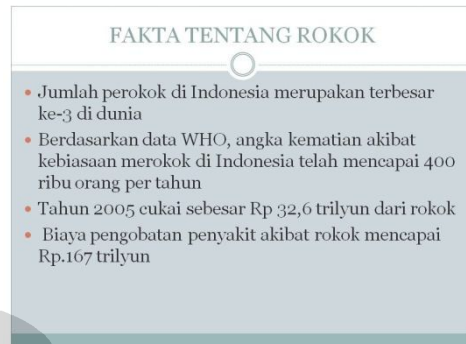 FAKTA TENTANG ROKOK
• Jumlah perokok di Indonesia merupakan terbesar
ke-3 di dunia
• Berdasarkan data WHO, angka kematian akibat
kebiasaan merokok di Indonesia telah mencapai 400
ribu orang per tahun
• Tahun 2005 cukai sebesar Rp 32,6 trilyun dari rokok
• Biaya pengobatan penyakit akibat rokok mencapai
Rp.167 trilyun